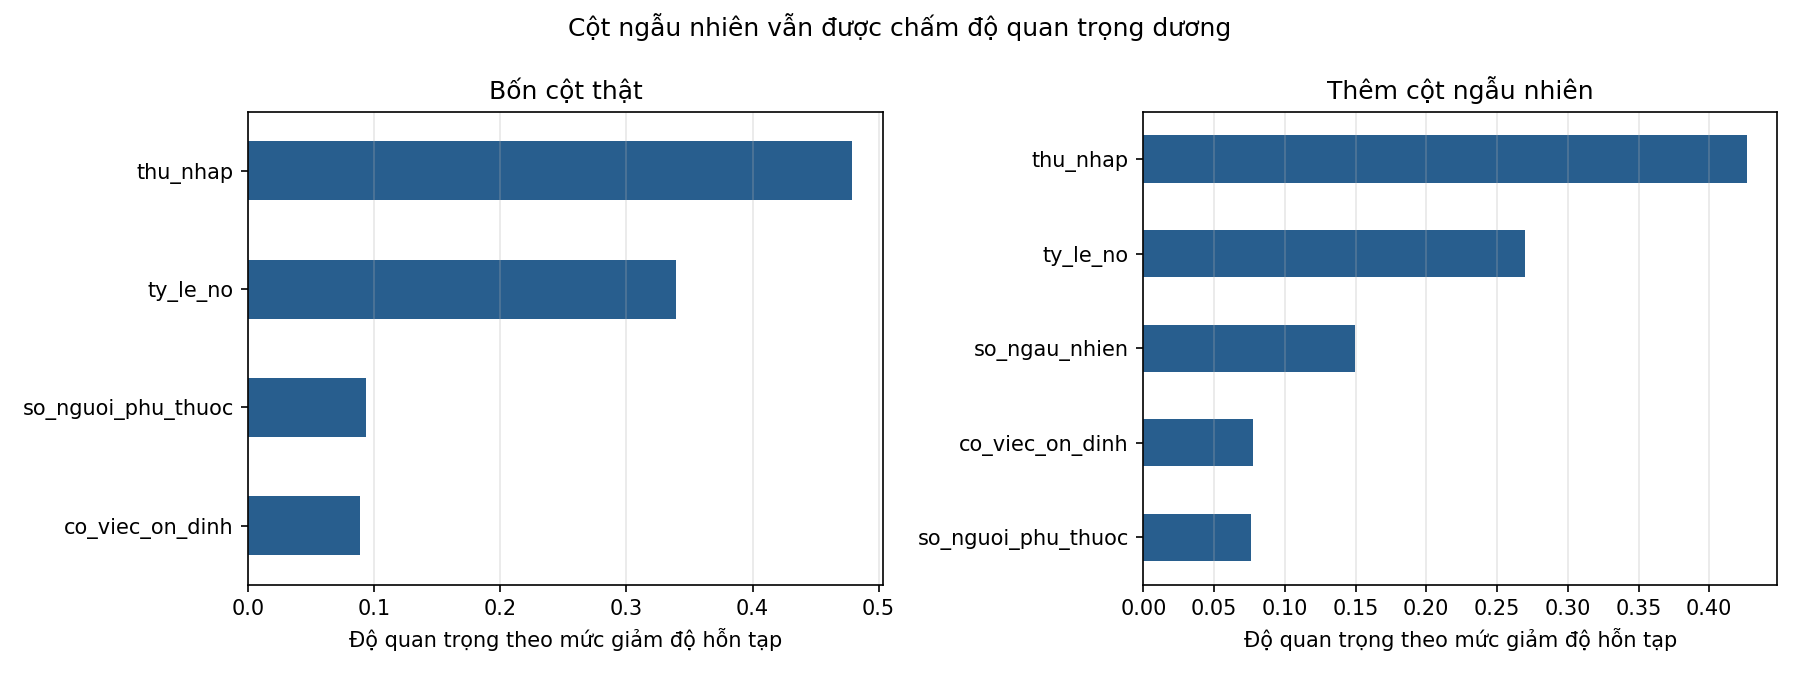 Cột ngẫu nhiên vẫn được chấm độ quan trọng dương
Bốn cột thật
thu_nhap
ty_le_no
so_nguoi_phu_thuoc
co_viec_on_dinh
0.0 0.1 0.2 0.3 0.4 0.5
Độ quan trọng theo mức giảm độ hỗn tạp
Thêm cột ngẫu nhiên
thu_nhap
ty_le_no
so_ngau_nhien
co_viec_on_dinh
so_nguoi_phu_thuoc
0.00 0.05 0.10 0.15 0.20 0.25 0.30 0.35 0.40
Độ quan trọng theo mức giảm độ hỗn tạp